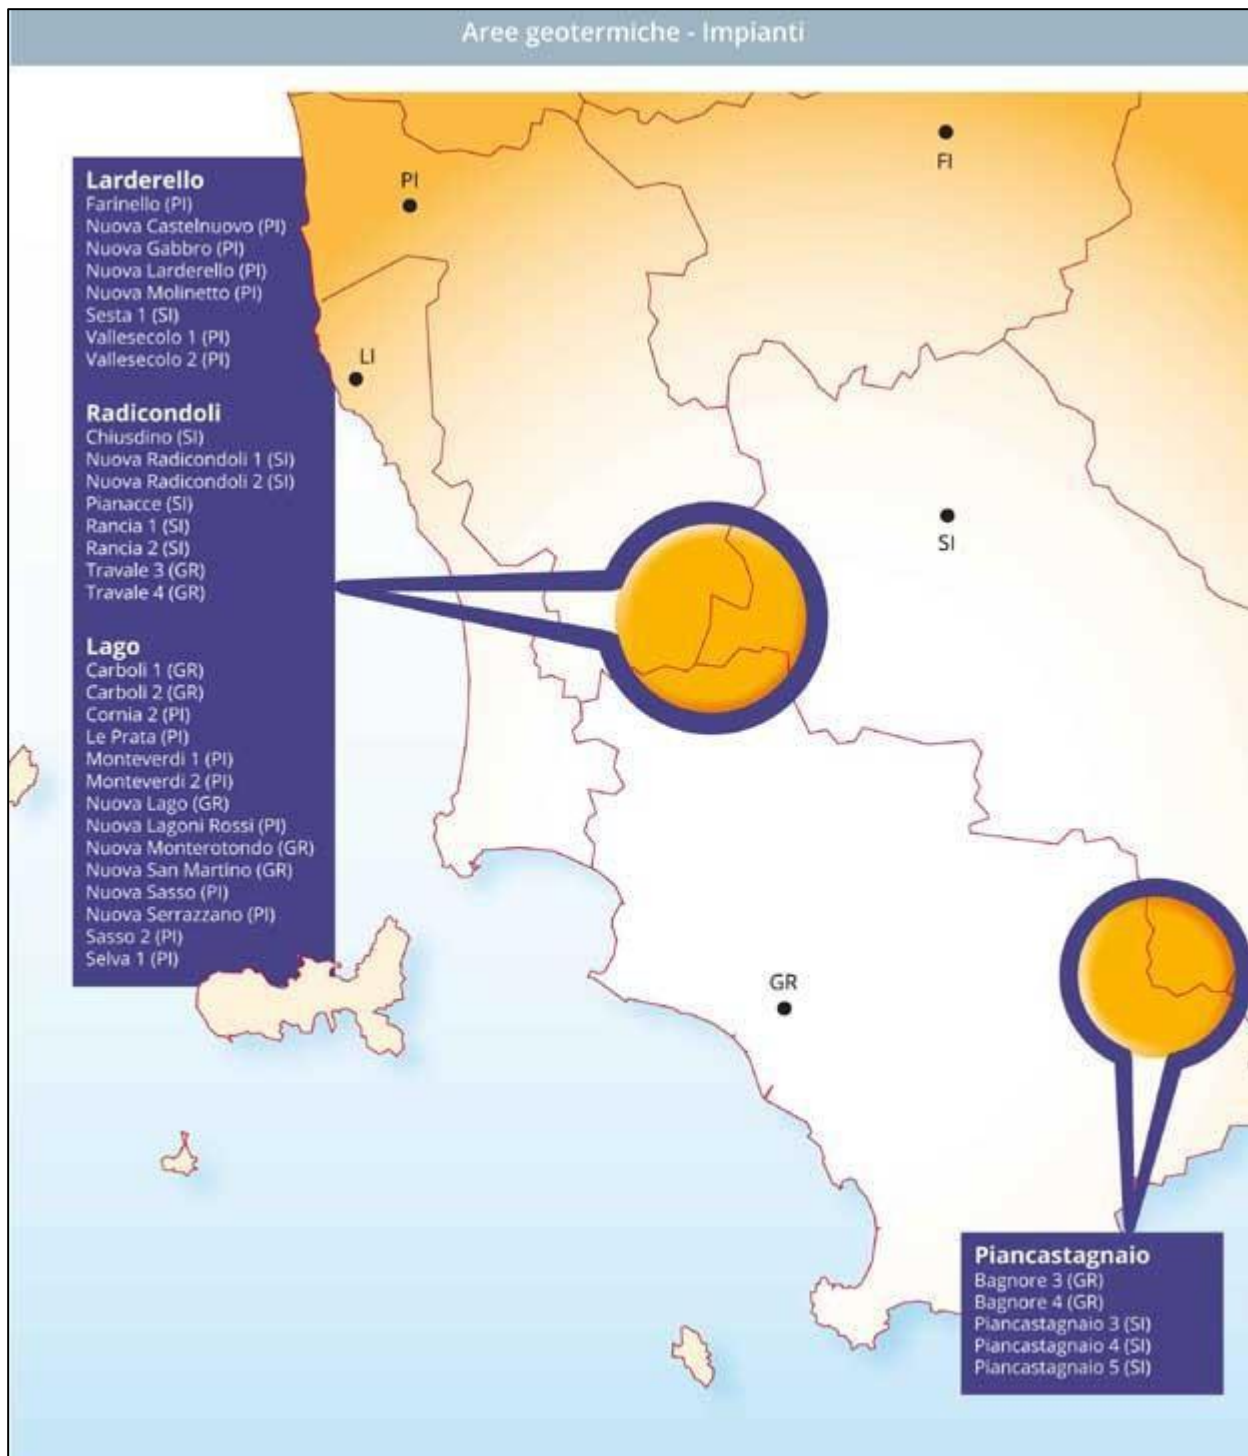 Aree geotermiche - Impianti
Larderello
Farinello (PI)
Nuova Castelnuovo (PI)
Nuova Gabbro (PI)
Nuova Larderello (PI)
Nuova Molinetto (PI)
Sesta 1 (SI)
Vallesecolo 1 (PI)
Vallesecolo 2 (PI)
Radicondoli
Chiusdino (SI)
Nuova Radicondoli 1 (SI)
Nuova Radicondoli 2 (SI)
Pianacce (SI)
Rancia 1 (SI)
Rancia 2 (SI)
Travale 3 (GR)
Travale 4 (GR)
Lago
Carboli 1 (GR)
Carboli 2 (GR)
Cornia 2 (PI)
Le Prata (PI)
Monteverdi 1 (PI)
Monteverdi 2 (PI)
Nuova Lago (GR)
Nuova Lagoni Rossi (PI)
Nuova Monterotondo (GR)
Nuova San Martino (GR)
Nuova Sasso (PI)
Nuova Serrazzano (PI)
Sasso 2 (PI)
Selva 1 (PI)
PI
FI
LI
SI
GR
Piancastagnaio
Bagnore 3 (GR)
Bagnore 4 (GR)
Piancastagnaio 3 (SI)
Piancastagnaio 4 (SI)
Piancastagnaio 5 (SI)